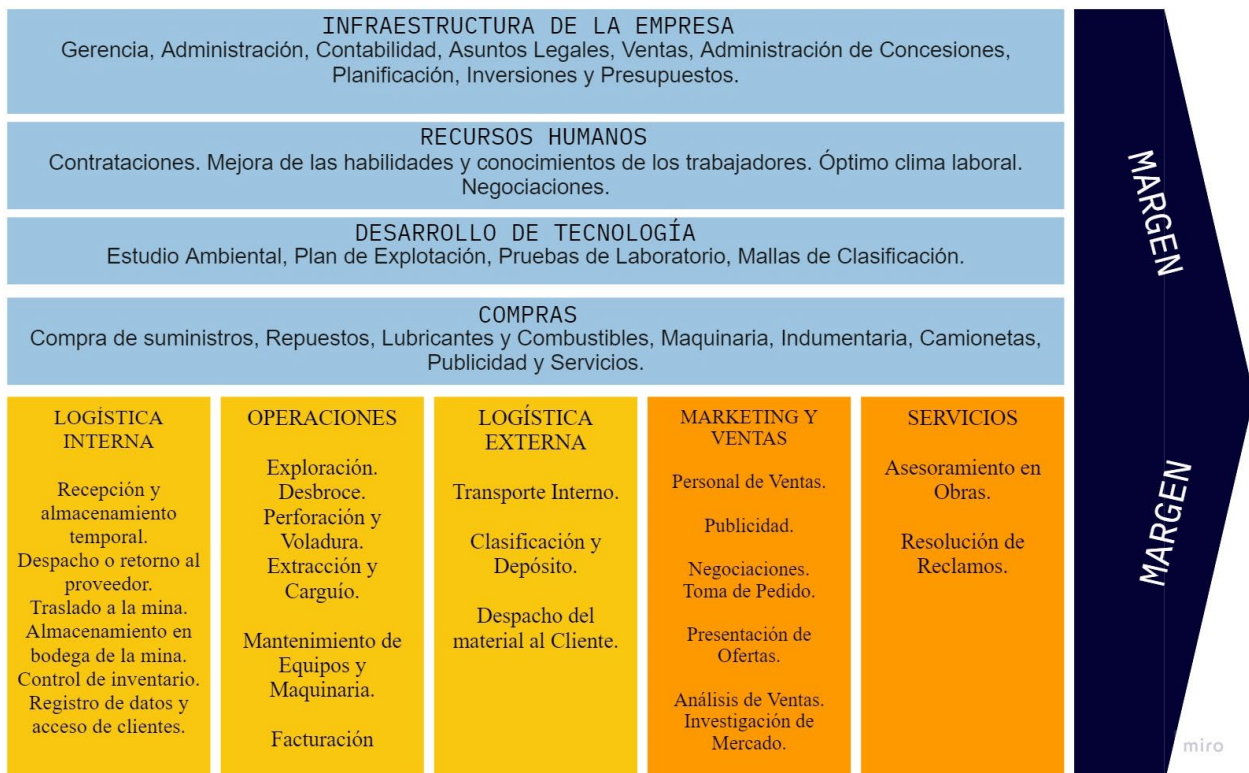 INFRAESTRUCTURA DE LA EMPRESA
Gerencia, Administración, Contabilidad, Asuntos Legales, Ventas, Administración de Concesiones,
Planificación, Inversiones y Presupuestos.
RECURSOS HUMANOS
Contrataciones. Mejora de las habilidades y conocimientos de los trabajadores. Óptimo clima laboral.
Negociaciones.
DESARROLLO DE TECNOLOGÍA
Estudio Ambiental, Plan de Explotación, Pruebas de Laboratorio, Mallas de Clasificación.
COMPRAS
Compra de suministros, Repuestos, Lubricantes y Combustibles, Maquinaria, Indumentaria, Camionetas,
Publicidad y Servicios.
LOGÍSTICA
INTERNA
Recepción y
almacenamiento
temporal.
Despacho o retorno al
proveedor.
Traslado a la mina.
Almacenamiento en
bodega de la mina.
Control de inventario.
Registro de datos y
acceso de clientes.
OPERACIONES
Exploración.
Desbroce.
Perforación y
Voladura.
Extracción y
Carguío.
Mantenimiento de
Equipos y
Maquinaria.
Facturación
LOGÍSTICA
EXTERNA
Transporte Interno.
Clasificación y
Depósito.
Despacho del
material al Cliente.
MARKETING Y
VENTAS
Personal de Ventas.
Publicidad.
Negociaciones.
Toma de Pedido.
Presentación de
Ofertas.
Análisis de Ventas.
Investigación de
Mercado.
SERVICIOS
Asesoramiento en
Obras.
Resolución de
Reclamos.
MARGEN
MARGEN
miro